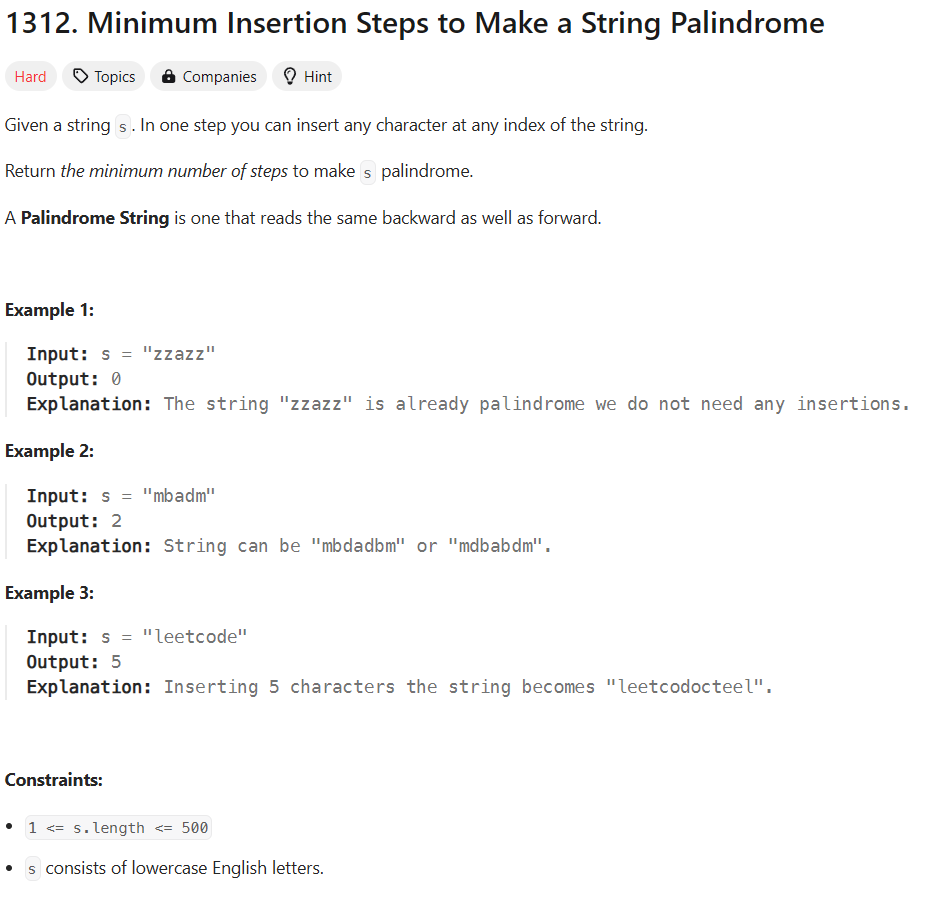 1312. Minimum Insertion Steps to Make a String Palindrome
Hard Topics Companies Hint
Given a string s. In one step you can insert any character at any index of the string.
Return the minimum number of steps to make s palindrome.
A Palindrome String is one that reads the same backward as well as forward.
Example 1:
Input: s = "zzazz"
Output: 0
Explanation: The string "zzazz" is already palindrome we do not need any insertions.
Example 2:
Input: s = "mbadm"
Output: 2
Explanation: String can be "mbdadbm" or "mdbabdm".
Example 3:
Input: s = "leetcode"
Output: 5
Explanation: Inserting 5 characters the string becomes "leetcodocteel".
Constraints:
• 1 <= s.length <= 500
• s consists of lowercase English letters.